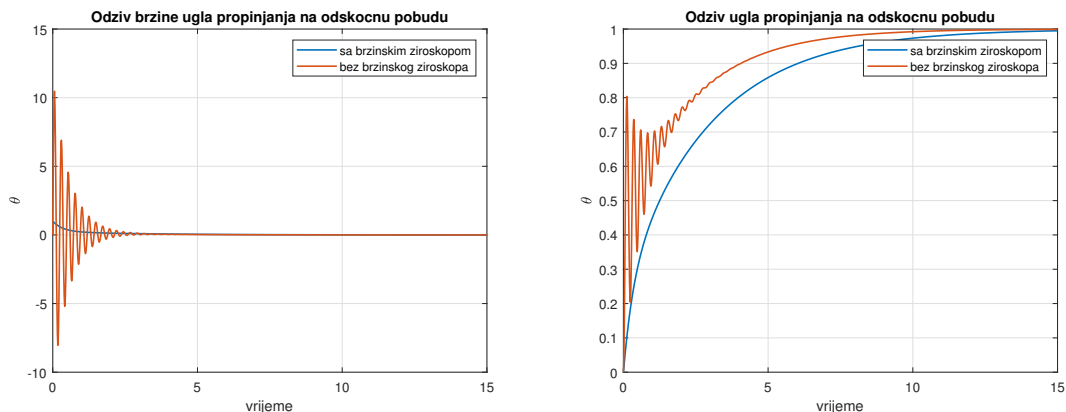 Odziv brzine ugla propinjanja na odskocnu pobudu
15
10
5
0
-5
-10
θ
sa brzinskim ziroskopom
bez brzinskog ziroskopa
0
5
10
15
vrijeme
Odziv ugla propinjanja na odskocnu pobudu
1
0.9
0.8
0.7
0.6
0.5
0.4
0.3
0.2
0.1
0
θ
sa brzinskim ziroskopom
bez brzinskog ziroskopa
0
5
10
15
vrijeme